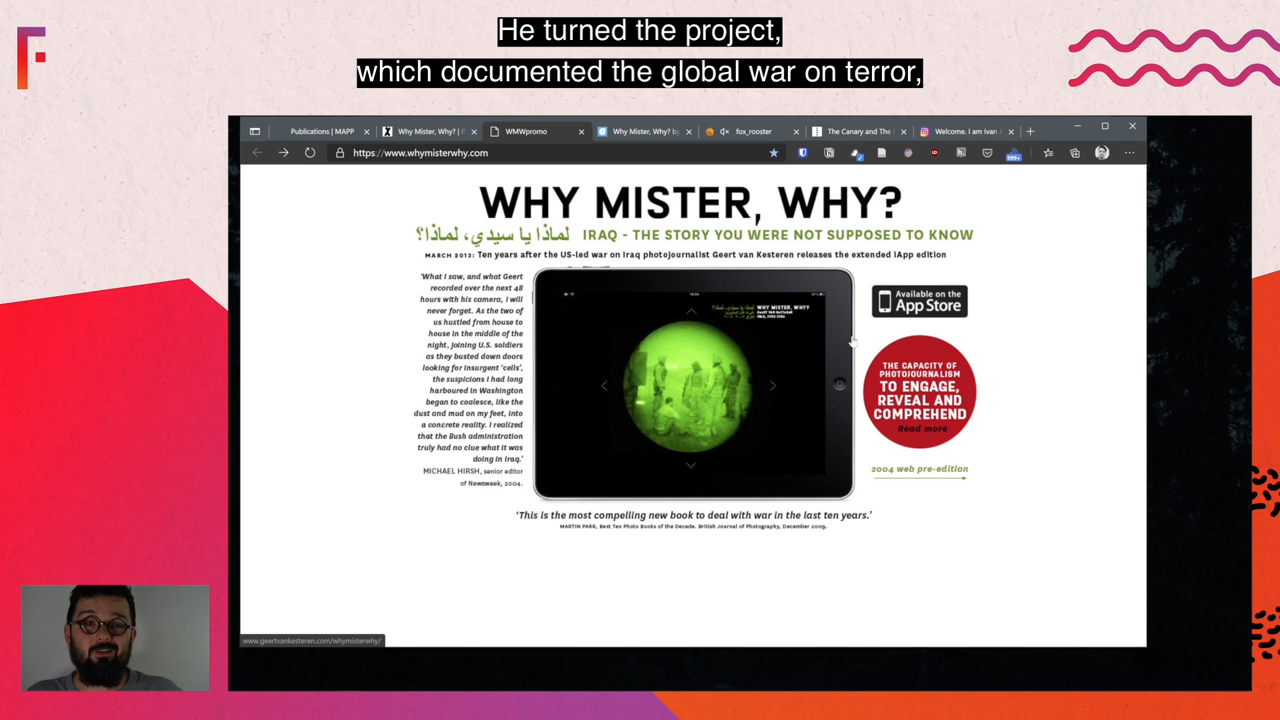 He turned the project,
which documented the global war on terror,
F
Publications | MAPP
Why Mister, Why? | P
WMWpromo
Why Mister, Why? by
fox_rooster
The Canary and The H
Welcome. I am Ivan
https://www.whymisterwhy.com
999+
WHY MISTER, WHY?
لماذا يا سيدي، لماذا؟ IRAQ - THE STORY YOU WERE NOT SUPPOSED TO KNOW
MARCH 2013: Ten years after the US-led war on Iraq photojournalist Geert van Kesteren releases the extended iApp edition
'What I saw, and what Geert
recorded over the next 48
hours with his camera, I will
never forget. As the two of
us hustled from house to
house in the middle of the
night, joining U.S. soldiers
as they busted down doors
looking for insurgent 'cells',
the suspicions I had long
harboured in Washington
began to coalesce, like the
dust and mud on my feet, into
a concrete reality. I realized
that the Bush administration
truly had no clue what it was
doing in Iraq.'
MICHAEL HIRSH, senior editor
of Newsweek, 2004.
WHY MISTER, WHY?
GEERT VAN KESTEREN
Available on the
App Store
THE CAPACITY OF
PHOTOJOURNALISM
TO ENGAGE,
REVEAL AND
COMPREHEND
Read more
2004 web pre-edition
'This is the most compelling new book to deal with war in the last ten years.'
MARTIN PARR, Best Ten Photo Books of the Decade. British Journal of Photography, December 2009.
www.geertvankesteren.com/whymisterwhy/